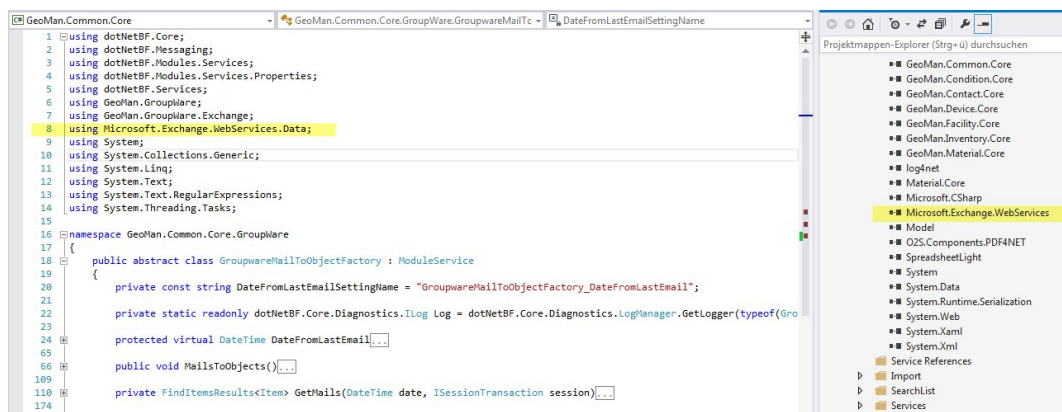 GeoMan.Common.Core
GeoMan.Common.Core.GroupWare.GroupwareMailTc
DateFromLastEmailSettingName
1 using dotNetBF.Core;
2 using dotNetBF.Messaging;
3 using dotNetBF.Modules.Services;
4 using dotNetBF.Modules.Services.Properties;
5 using dotNetBF.Services;
6 using GeoMan.GroupWare;
7 using GeoMan.GroupWare.Exchange;
8 using Microsoft.Exchange.WebServices.Data;
9 using System;
10 using System.Collections.Generic;
11 using System.Linq;
12 using System.Text;
13 using System.Text.RegularExpressions;
14 using System.Threading.Tasks;
15
16 namespace GeoMan.Common.Core.GroupWare
17 {
18 public abstract class GroupwareMailToObjectFactory : ModuleService
19 {
20 private const string DateFromLastEmailSettingName = "GroupwareMailToObjectFactory_DateFromLastEmail";
21
22 private static readonly dotNetBF.Core.Diagnostics.ILog Log = dotNetBF.Core.Diagnostics.LogManager.GetLogger(typeof(Gro
23
24 protected virtual DateTime DateFromLastEmail...
65
66 public void MailsToObjects()...
109
110 private FindItemsResults<Item> GetMails(DateTime date, ISessionTransaction session)...
174
Projektmappen-Explorer (Strg+ü) durchsuchen
GeoMan.Common.Core
GeoMan.Condition.Core
GeoMan.Contact.Core
GeoMan.Device.Core
GeoMan.Facility.Core
GeoMan.Inventory.Core
GeoMan.Material.Core
log4net
Material.Core
Microsoft.CSharp
Microsoft.Exchange.WebServices
Model
O2S.Components.PDF4NET
SpreadsheetLight
System
System.Data
System.Runtime.Serialization
System.Web
System.Xaml
System.Xml
Service References
Import
SearchList
Services